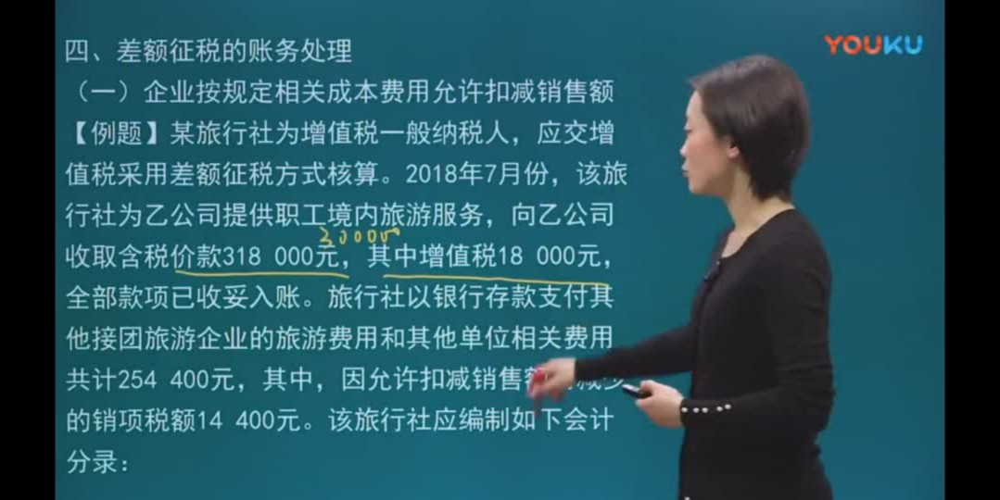 YOUKU
四、差额征税的账务处理
（一）企业按规定相关成本费用允许扣减销售额
【例题】某旅行社为增值税一般纳税人，应交增
值税采用差额征税方式核算。2018年7月份，该旅
行社为乙公司提供职工境内旅游服务，向乙公司
300000
收取含税价款318 000元，其中增值税18 000元，
全部款项已收妥入账。旅行社以银行存款支付其
他接团旅游企业的旅游费用和其他单位相关费用
共计254 400元，其中，因允许扣减销售
的销项税额14 400元。该旅行社应编制如下会计
分录：